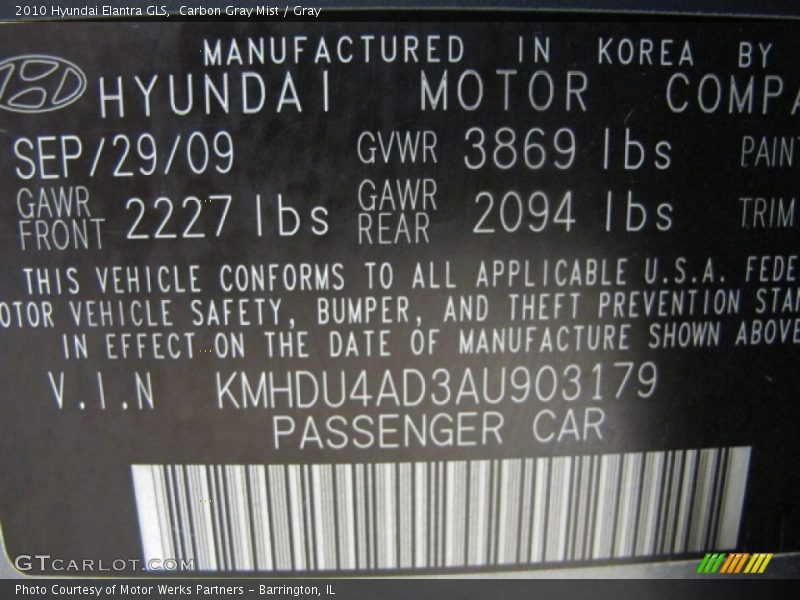 2010 Hyundai Elantra GLS,  Carbon Gray Mist / Gray
MANUFACTURED IN KOREA BY
HYUNDAI MOTOR COMPA
SEP/29/09 GVWR 3869 lbs PAINT
GAWR FRONT 2227 lbs GAWR REAR 2094 lbs TRIM
THIS VEHICLE CONFORMS TO ALL APPLICABLE U.S.A. FEDE
OTOR VEHICLE SAFETY, BUMPER, AND THEFT PREVENTION STAN
IN EFFECT ON THE DATE OF MANUFACTURE SHOWN ABOVE
V.I.N KMHDU4AD3AU903179
PASSENGER CAR
GTCARLOT.COM
Photo Courtesy of Motor Werks Partners - Barrington, IL